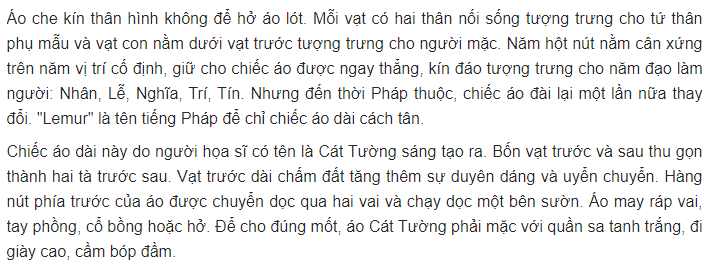 Áo che kín thân hình không để hở áo lót. Mỗi vạt có hai thân nối sống tượng trưng cho tứ thân
phụ mẫu và vạt con nằm dưới vạt trước tượng trưng cho người mặc. Năm hột nút nằm cân xứng
trên năm vị trí cố định, giữ cho chiếc áo được ngay thẳng, kín đáo tượng trưng cho năm đạo làm
người: Nhân, Lễ, Nghĩa, Trí, Tín. Nhưng đến thời Pháp thuộc, chiếc áo đài lại một lần nữa thay
đổi. "Lemur" là tên tiếng Pháp để chỉ chiếc áo dài cách tân.
Chiếc áo dài này do người họa sĩ có tên là Cát Tường sáng tạo ra. Bốn vạt trước và sau thu gọn
thành hai tà trước sau. Vạt trước dài chấm đất tăng thêm sự duyên dáng và uyển chuyển. Hàng
nút phía trước của áo được chuyển dọc qua hai vai và chạy dọc một bên sườn. Áo may ráp vai,
tay phồng, cổ bồng hoặc hở. Để cho đúng mốt, áo Cát Tường phải mặc với quần sa tanh trắng, đi
giày cao, cầm bóp đầm.